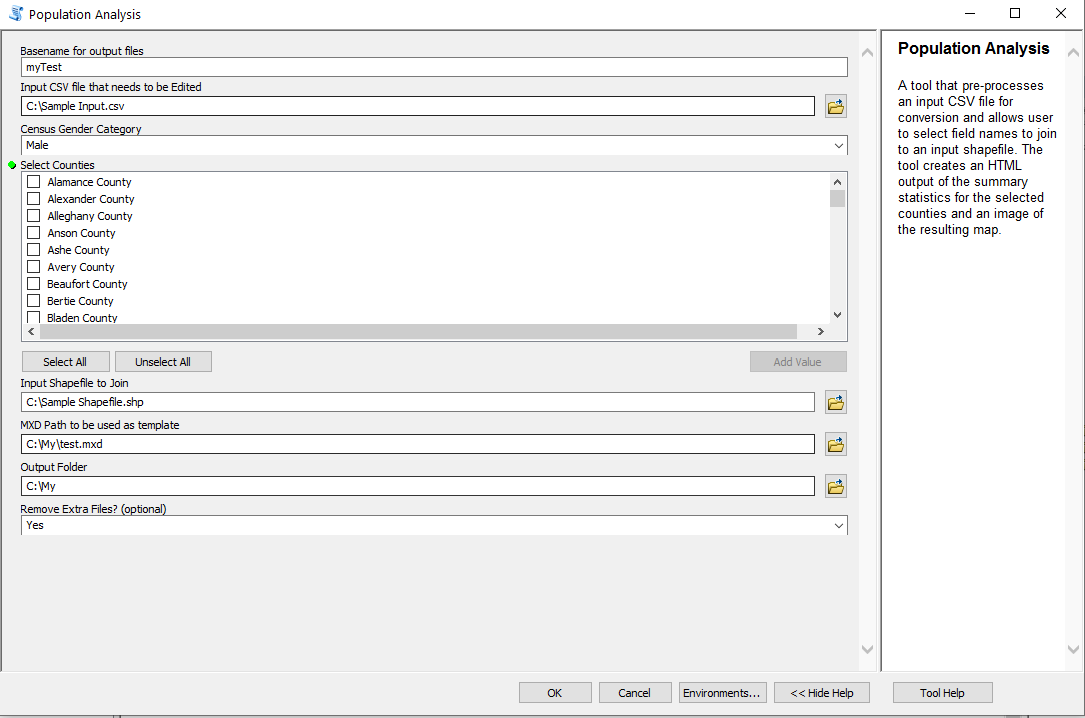 Population Analysis
Basename for output files
myTest
Input CSV file that needs to be Edited
C:\Sample Input.csv
Census Gender Category
Male
Select Counties
Alamance County
Alexander County
Alleghany County
Anson County
Ashe County
Avery County
Beaufort County
Bertie County
Bladen County
Select All
Unselect All
Add Value
Input Shapefile to Join
C:\Sample Shapefile.shp
MXD Path to be used as template
C:\My\test.mxd
Output Folder
C:\My
Remove Extra Files? (optional)
Yes
Population Analysis
A tool that pre-processes
an input CSV file for
conversion and allows user
to select field names to join
to an input shapefile. The
tool creates an HTML
output of the summary
statistics for the selected
counties and an image of
the resulting map.
OK
Cancel
Environments...
<< Hide Help
Tool Help